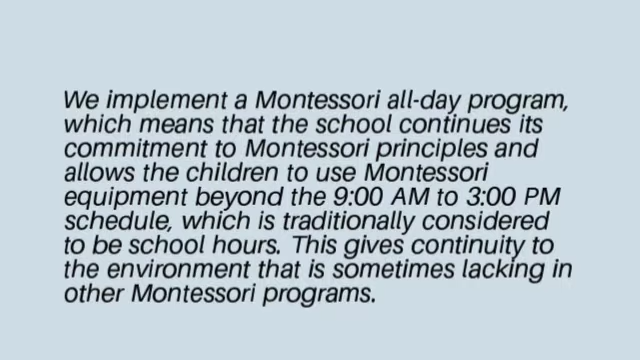 We implement a Montessori all-day program,
which means that the school continues its
commitment to Montessori principles and
allows the children to use Montessori
equipment beyond the 9:00 AM to 3:00 PM
schedule, which is traditionally considered
to be school hours. This gives continuity to
the environment that is sometimes lacking in
other Montessori programs.